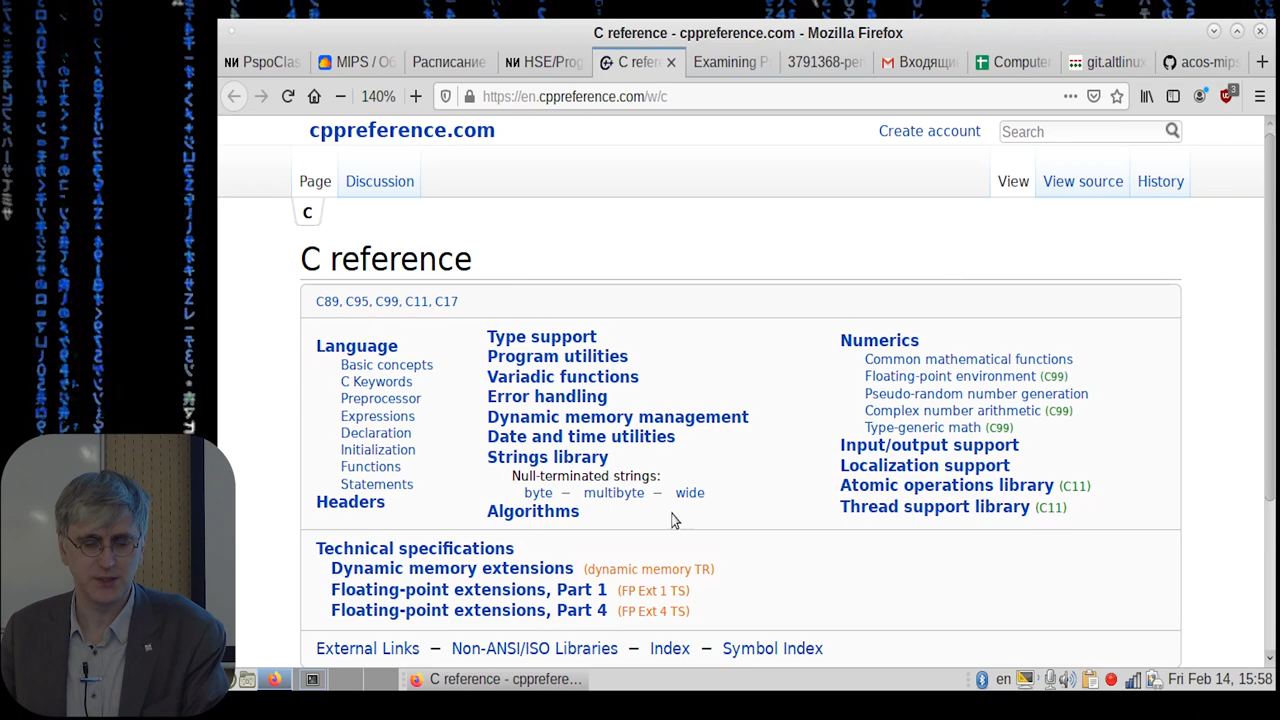 C reference - cppreference.com - Mozilla Firefox
PspoClas
MIPS / Об
Расписание
HSE/Prog
C refer
Examining P
3791368-per
Входящи
Computer
git.altlinux
acos-mips
140%
https://en.cppreference.com/w/c
3
cppreference.com
Create account
Search
Page
Discussion
View
View source
History
C
C reference
C89, C95, C99, C11, C17
Language
Basic concepts
C Keywords
Preprocessor
Expressions
Declaration
Initialization
Functions
Statements
Headers
Type support
Program utilities
Variadic functions
Error handling
Dynamic memory management
Date and time utilities
Strings library
Null-terminated strings:
byte − multibyte − wide
Algorithms
Numerics
Common mathematical functions
Floating-point environment (C99)
Pseudo-random number generation
Complex number arithmetic (C99)
Type-generic math (C99)
Input/output support
Localization support
Atomic operations library (C11)
Thread support library (C11)
Technical specifications
Dynamic memory extensions (dynamic memory TR)
Floating-point extensions, Part 1 (FP Ext 1 TS)
Floating-point extensions, Part 4 (FP Ext 4 TS)
External Links − Non-ANSI/ISO Libraries − Index − Symbol Index
C reference - cpprefere...
en
Fri Feb 14, 15:58